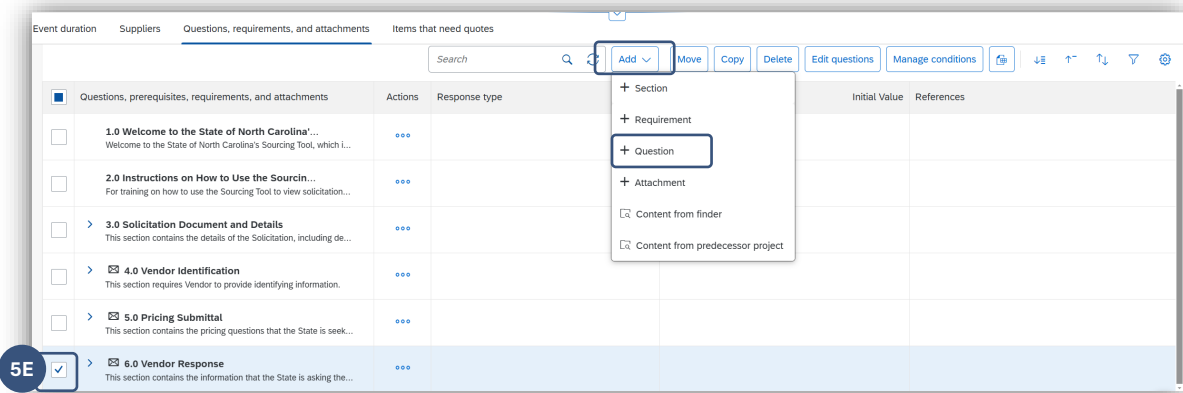 Event duration Suppliers Questions, requirements, and attachments Items that need quotes
Search Add Move Copy Delete Edit questions Manage conditions
Questions, prerequisites, requirements, and attachments Actions Response type Initial Value References
+ Section
+ Requirement
+ Question
+ Attachment
Content from finder
Content from predecessor project
1.0 Welcome to the State of North Carolina'...
Welcome to the State of North Carolina's Sourcing Tool, which i...
2.0 Instructions on How to Use the Sourcin...
For training on how to use the Sourcing Tool to view solicitation...
3.0 Solicitation Document and Details
This section contains the details of the Solicitation, including de...
4.0 Vendor Identification
This section requires Vendor to provide identifying information.
5.0 Pricing Submittal
This section contains the pricing questions that the State is seek...
5E
6.0 Vendor Response
This section contains the information that the State is asking the...